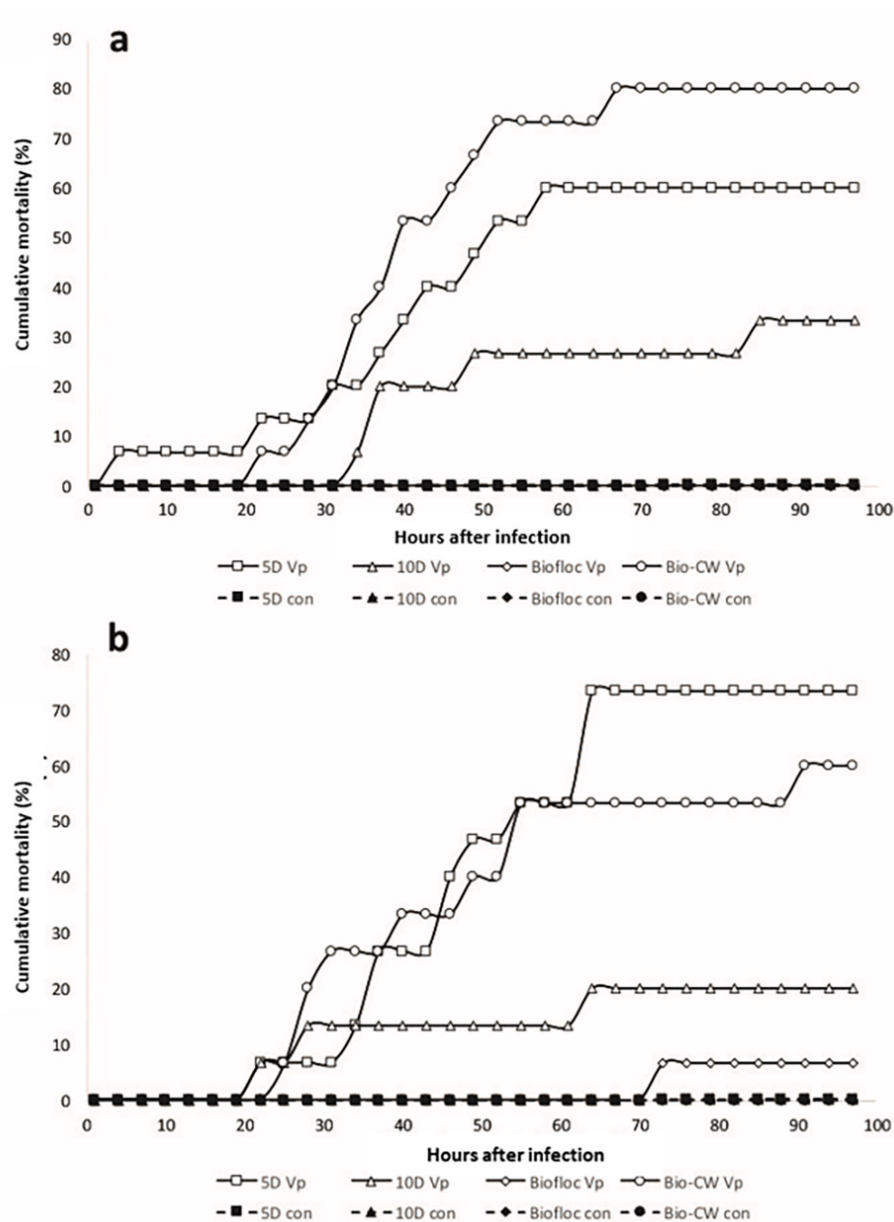 a
90
80
70
60
50
40
30
20
10
0
Cumulative mortality (%)
0 10 20 30 40 50 60 70 80 90 100
Hours after infection
5D Vp 10D Vp Biofloc Vp Bio-CW Vp
5D con 10D con Biofloc con Bio-CW con
b
80
70
60
50
40
30
20
10
0
Cumulative mortality (%)
0 10 20 30 40 50 60 70 80 90 100
Hours after infection
5D Vp 10D Vp Biofloc Vp Bio-CW Vp
5D con 10D con Biofloc con Bio-CW con